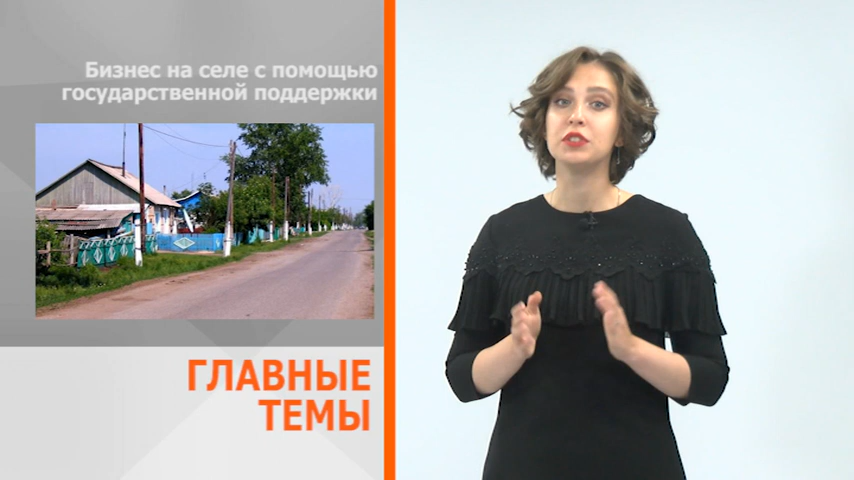 Бизнес на селе с помощью
государственной поддержки
ГЛАВНЫЕ
ТЕМЫ